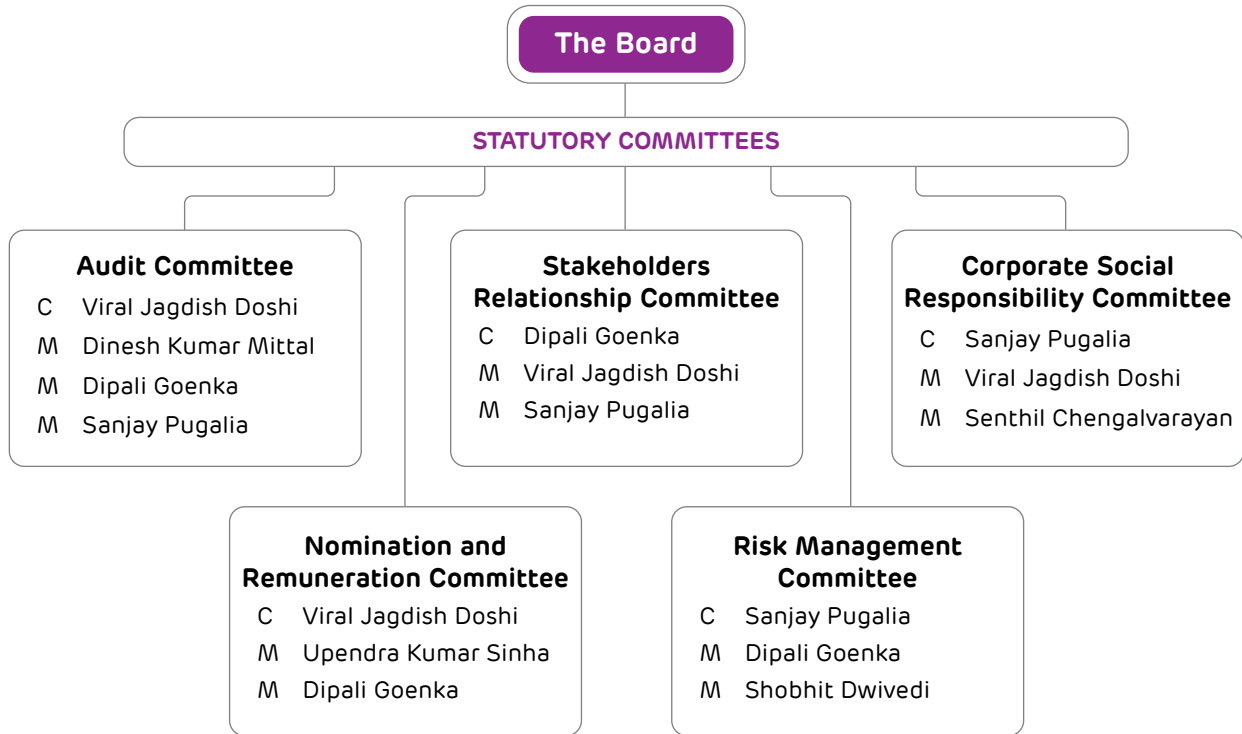 The Board
STATUTORY COMMITTEES
Audit Committee
C Viral Jagdish Doshi
M Dinesh Kumar Mittal
M Dipali Goenka
M Sanjay Pugalia
Stakeholders
Relationship Committee
C Dipali Goenka
M Viral Jagdish Doshi
M Sanjay Pugalia
Corporate Social
Responsibility Committee
C Sanjay Pugalia
M Viral Jagdish Doshi
M Senthil Chengalvarayan
Nomination and
Remuneration Committee
C Viral Jagdish Doshi
M Upendra Kumar Sinha
M Dipali Goenka
Risk Management
Committee
C Sanjay Pugalia
M Dipali Goenka
M Shobhit Dwivedi